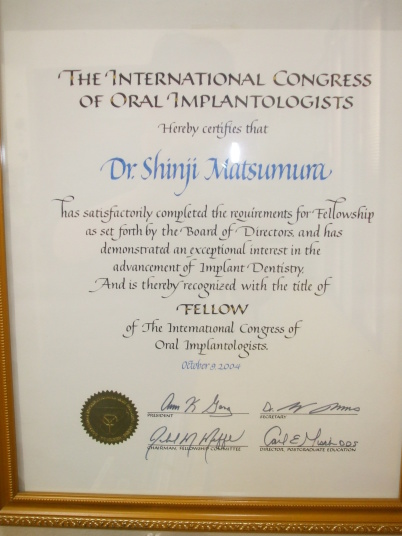 THE INTERNATIONAL CONGRESS
OF ORAL IMPLANTOLOGISTS
Hereby certifies that
Dr. Shinji Matsumura
has satisfactorily completed the requirements for Fellowship
as set forth by the Board of Directors, and has
demonstrated an exceptional interest in the
advancement of Implant Dentistry.
And is thereby recognized with the title of
FELLOW
of The International Congress of
Oral Implantologists.
October 9, 2004
PRESIDENT
SECRETARY
CHAIRMAN, FELLOWSHIP COMMITTEE
DIRECTOR, POSTGRADUATE EDUCATION